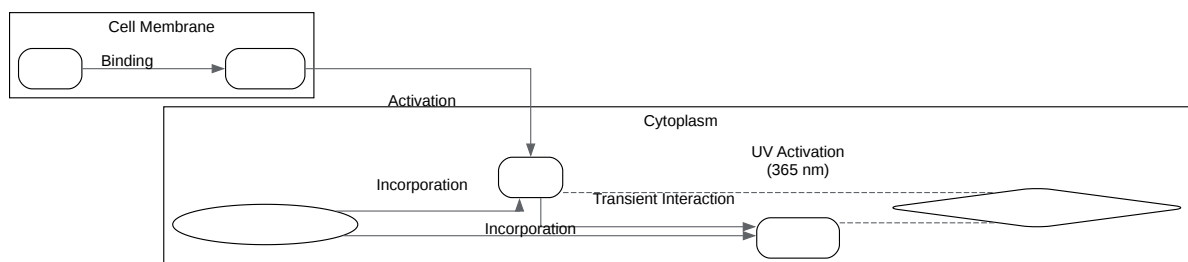 Cell Membrane
Binding
Activation
Cytoplasm
UV Activation
(365 nm)
Incorporation
Transient Interaction
Incorporation